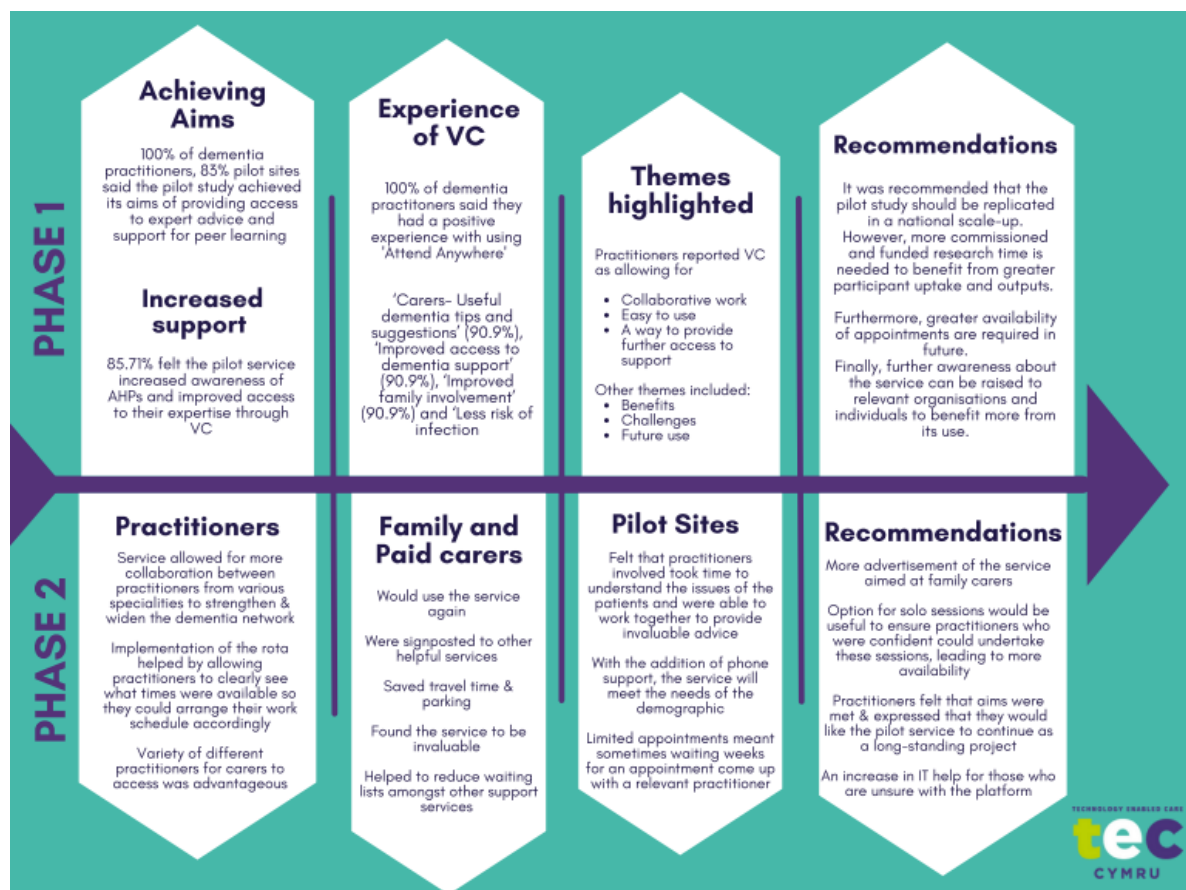 PHASE 1
Achieving
Aims
100% of dementia
practitioners, 83% pilot sites
said the pilot study achieved
its aims of providing access
to expert advice and
support for peer learning
Increased
support
85.71% felt the pilot service
increased awareness of
AHPs and improved access
to their expertise through
VC
Experience
of VC
100% of dementia
practitoners said they
had a positive
experience with using
'Attend Anywhere'
'Carers- Useful
dementia tips and
suggestions' (90.9%),
'Improved access to
dementia support'
(90.9%), 'Improved
family involvement'
(90.9%) and 'Less risk of
infection
Themes
highlighted
Practitioners reported VC
as allowing for
• Collaborative work
• Easy to use
• A way to provide
further access to
support
Other themes included:
• Benefits
• Challenges
• Future use
Recommendations
It was recommended that the
pilot study should be replicated
in a national scale-up.
However, more commissioned
and funded research time is
needed to benefit from greater
participant uptake and outputs.
Furthermore, greater availability
of appointments are required in
future.
Finally, further awareness about
the service can be raised to
relevant organisations and
individuals to benefit more from
its use.
PHASE 2
Practitioners
Service allowed for more
collaboration between
practitioners from various
specialities to strengthen &
widen the dementia network
Implementation of the rota
helped by allowing
practitioners to clearly see
what times were available so
they could arrange their work
schedule accordingly
Variety of different
practitioners for carers to
access was advantageous
Family and
Paid carers
Would use the service
again
Were signposted to other
helpful services
Saved travel time &
parking
Found the service to be
invaluable
Helped to reduce waiting
lists amongst other support
services
Pilot Sites
Felt that practitioners
involved took time to
understand the issues of the
patients and were able to
work together to provide
invaluable advice
With the addition of phone
support, the service will
meet the needs of the
demographic
Limited appointments meant
sometimes waiting weeks
for an appointment come up
with a relevant practitioner
Recommendations
More advertisement of the service
aimed at family carers
Option for solo sessions would be
useful to ensure practitioners who
were confident could undertake
these sessions, leading to more
availability
Practitioners felt that aims were
met & expressed that they would
like the pilot service to continue as
a long-standing project
An increase in IT help for those who
are unsure with the platform
TECHNOLOGY ENABLED CARE
tec
CYMRU